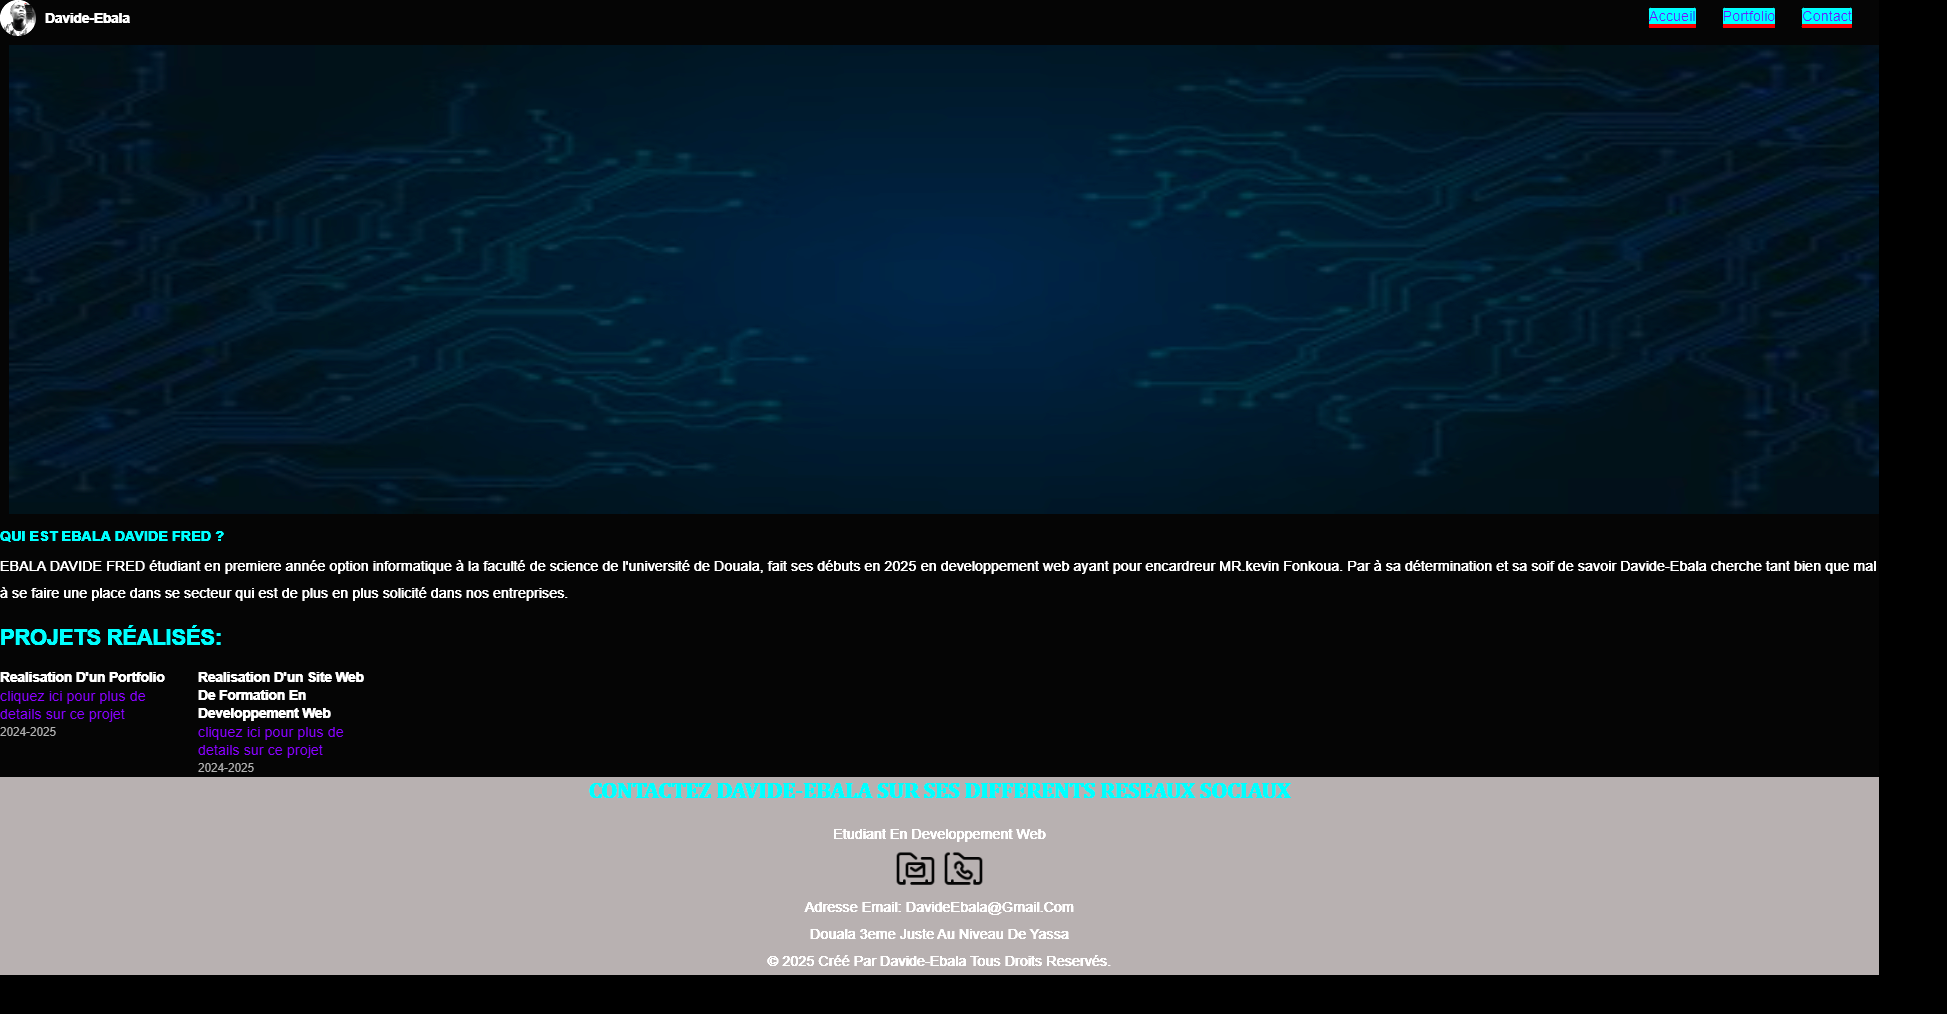 Davide-Ebala
Accueil Portfolio Contact
QUI EST EBALA DAVIDE FRED ?
EBALA DAVIDE FRED étudiant en premiere année option informatique à la faculté de science de l'université de Douala, fait ses débuts en 2025 en developpement web ayant pour encardreur MR.kevin Fonkoua. Par à sa détermination et sa soif de savoir Davide-Ebala cherche tant bien que mal
à se faire une place dans se secteur qui est de plus en plus solicité dans nos entreprises.
PROJETS RÉALISÉS:
Realisation D'un Portfolio
cliquez ici pour plus de
details sur ce projet
2024-2025
Realisation D'un Site Web
De Formation En
Developpement Web
cliquez ici pour plus de
details sur ce projet
2024-2025
CONTACTEZ DAVIDE-EBALA SUR SES DIFFERENTS RESEAUX SOCIAUX
Etudiant En Developpement Web
Adresse Email: DavideEbala@Gmail.Com
Douala 3eme Juste Au Niveau De Yassa
© 2025 Créé Par Davide-Ebala Tous Droits Reservés.